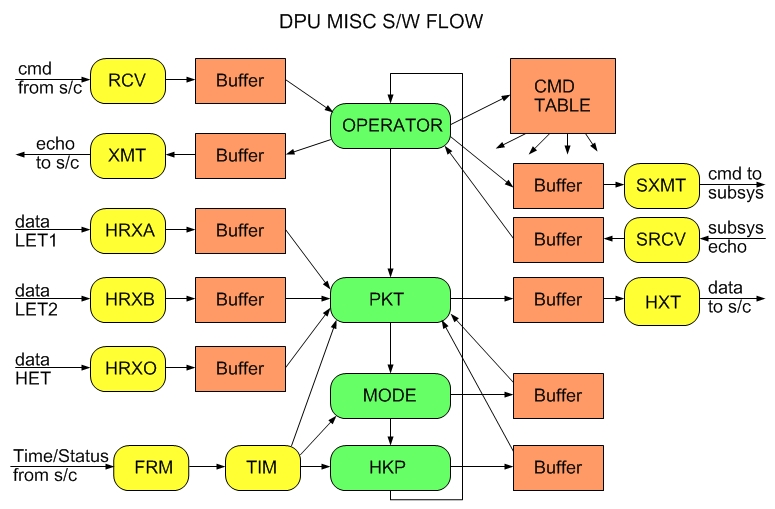 DPU MISC S/W FLOW
cmd
from s/c
RCV
Buffer
CMD
TABLE
OPERATOR
echo
to s/c
XMT
Buffer
Buffer
SXMT
cmd to
subsys
data
LET1
HRXA
Buffer
Buffer
SRCV
subsys
echo
data
LET2
HRXB
Buffer
PKT
Buffer
HXT
data
to s/c
data
HET
HRXO
Buffer
MODE
Buffer
Time/Status
from s/c
FRM
TIM
HKP
Buffer